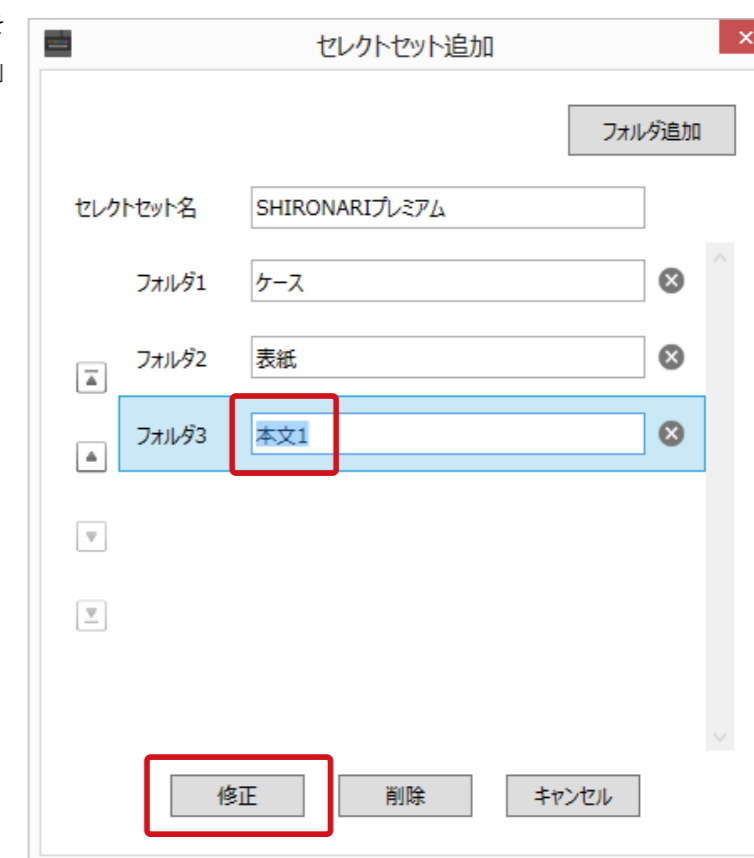 セレクトセット追加
フォルダ追加
セレクトセット名 SHIRONARIプレミアム
フォルダ1 ケース
フォルダ2 表紙
フォルダ3 本文1
修正 削除 キャンセル